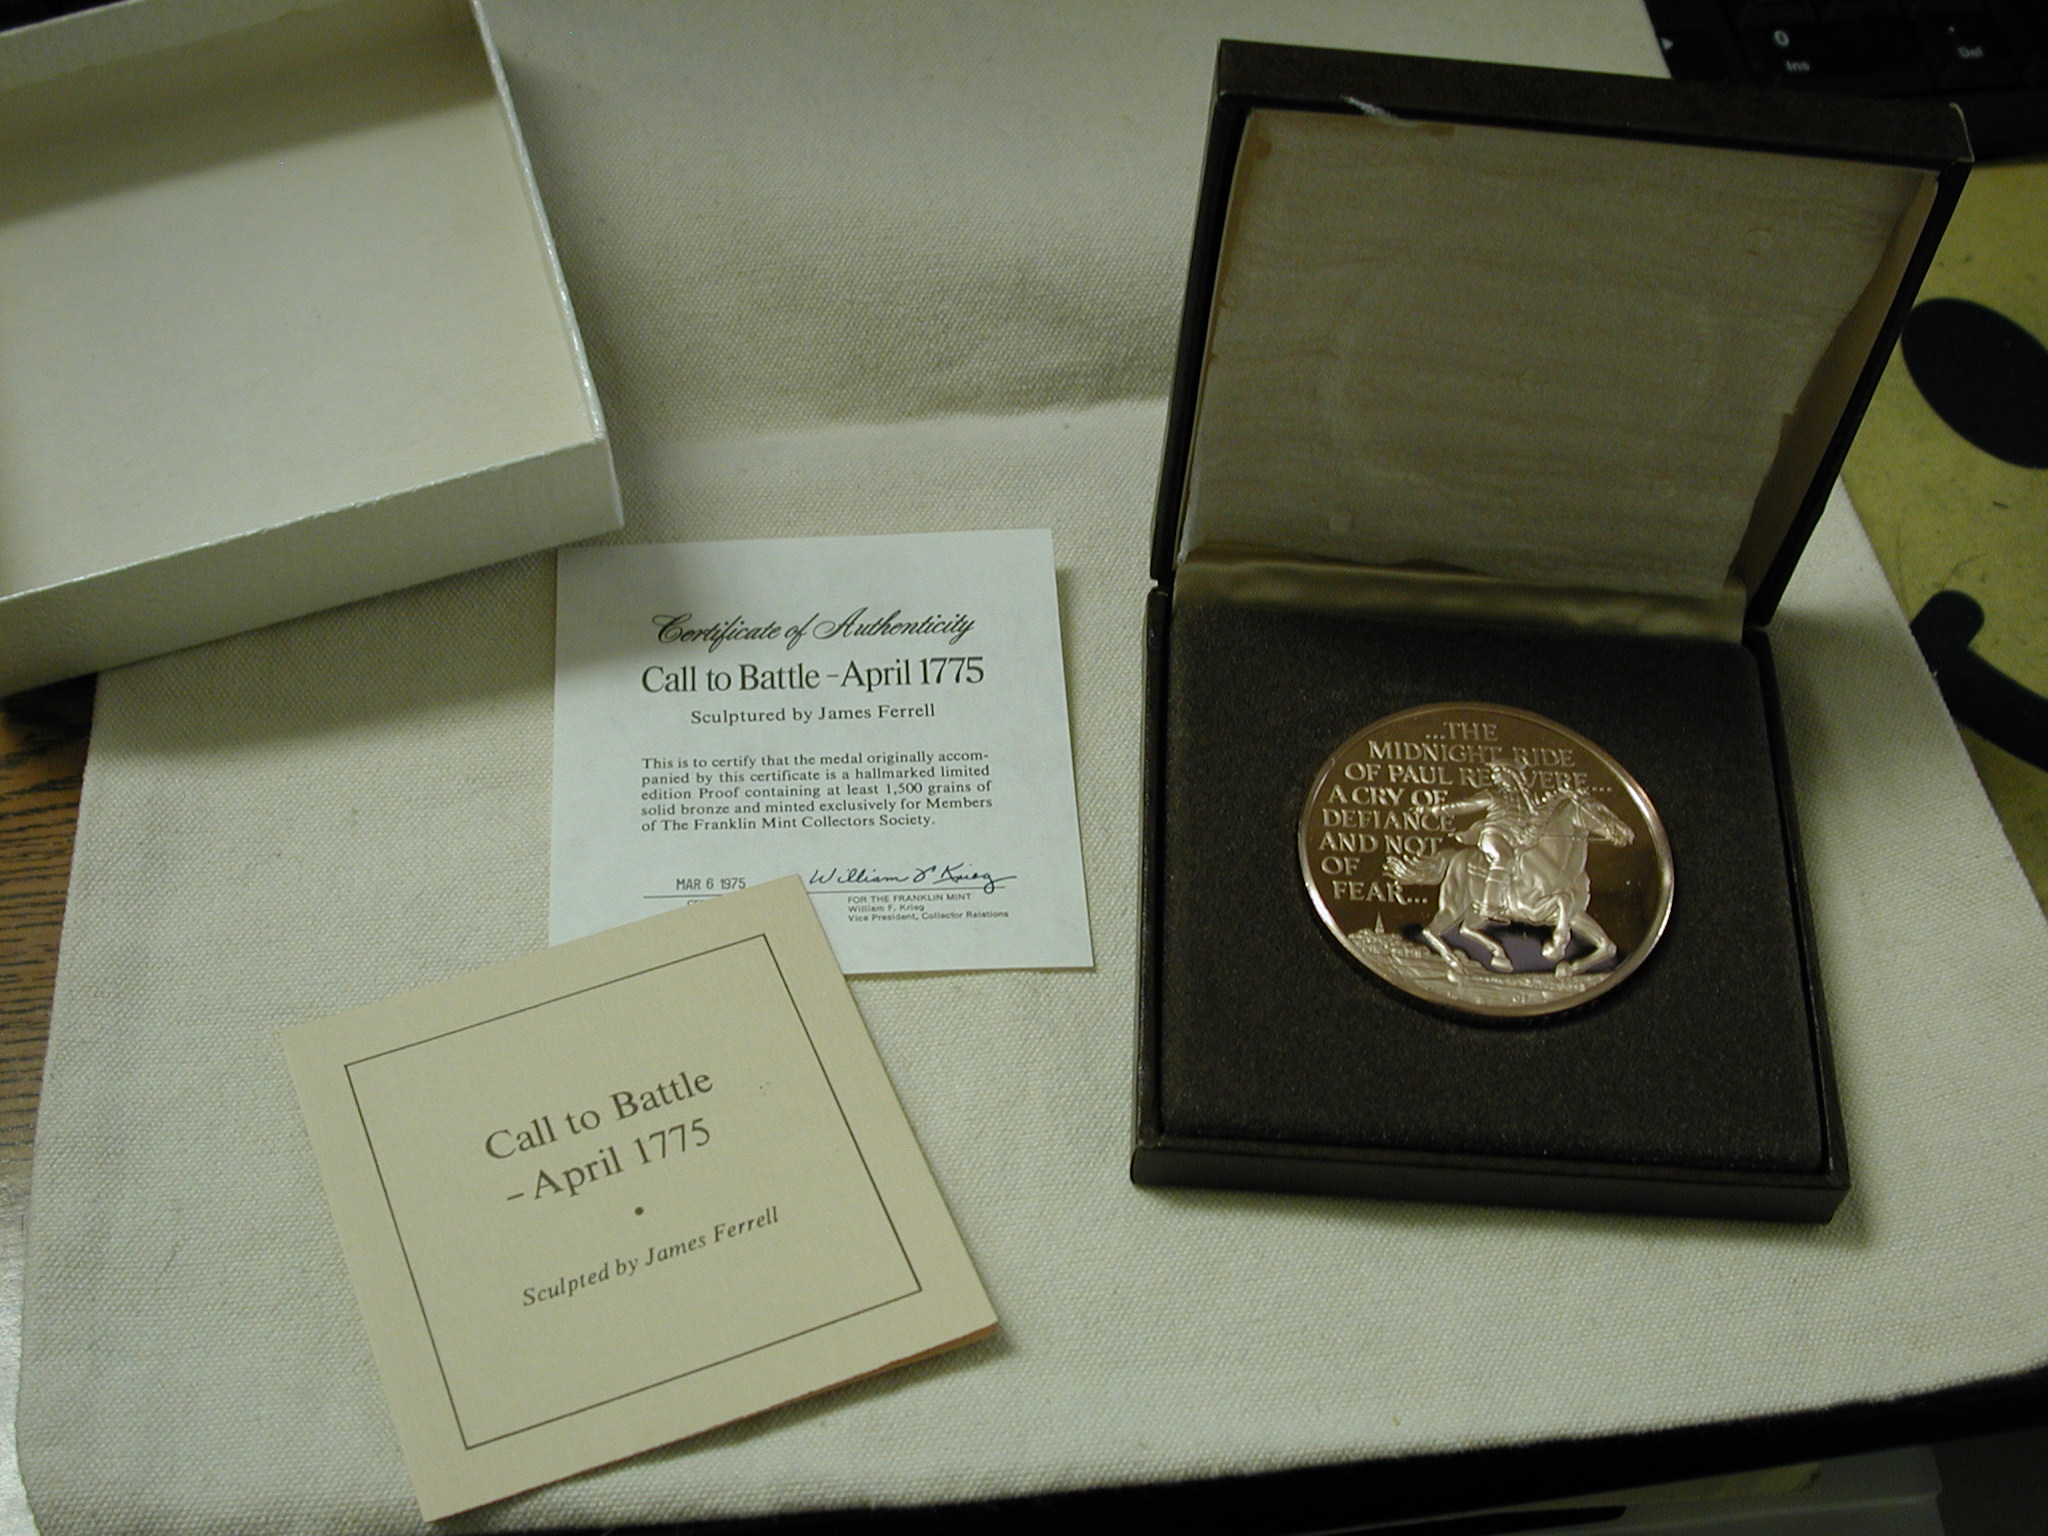 Certificate of Authenticity
Call to Battle – April 1775
Sculptured by James Ferrell
This is to certify that the medal originally accom-
panied by this certificate is a hallmarked limited
edition Proof containing at least 1,500 grains of
solid bronze and minted exclusively for Members
of The Franklin Mint Collectors Society.
MAR 6 1975
William F Krieg
FOR THE FRANKLIN MINT
William F. Krieg
Vice President, Collector Relations
Call to Battle
– April 1775
•
Sculpted by James Ferrell
...THE
MIDNIGHT RIDE
OF PAUL REVERE...
A CRY OF
DEFIANCE
AND NOT
OF
FEAR...
0
Ins
.
Del